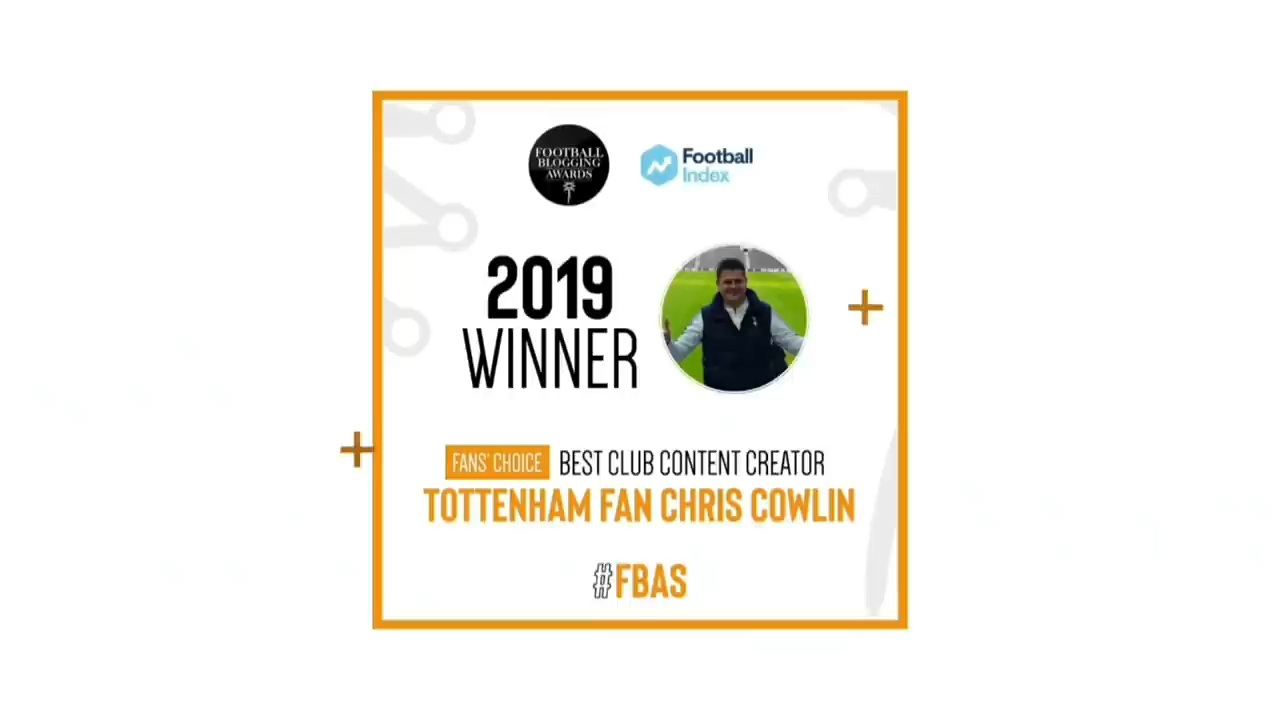 FOOTBALL
BLOGGING
AWARDS
Football
Index
2019
WINNER
FANS' CHOICE BEST CLUB CONTENT CREATOR
TOTTENHAM FAN CHRIS COWLIN
#FBAS